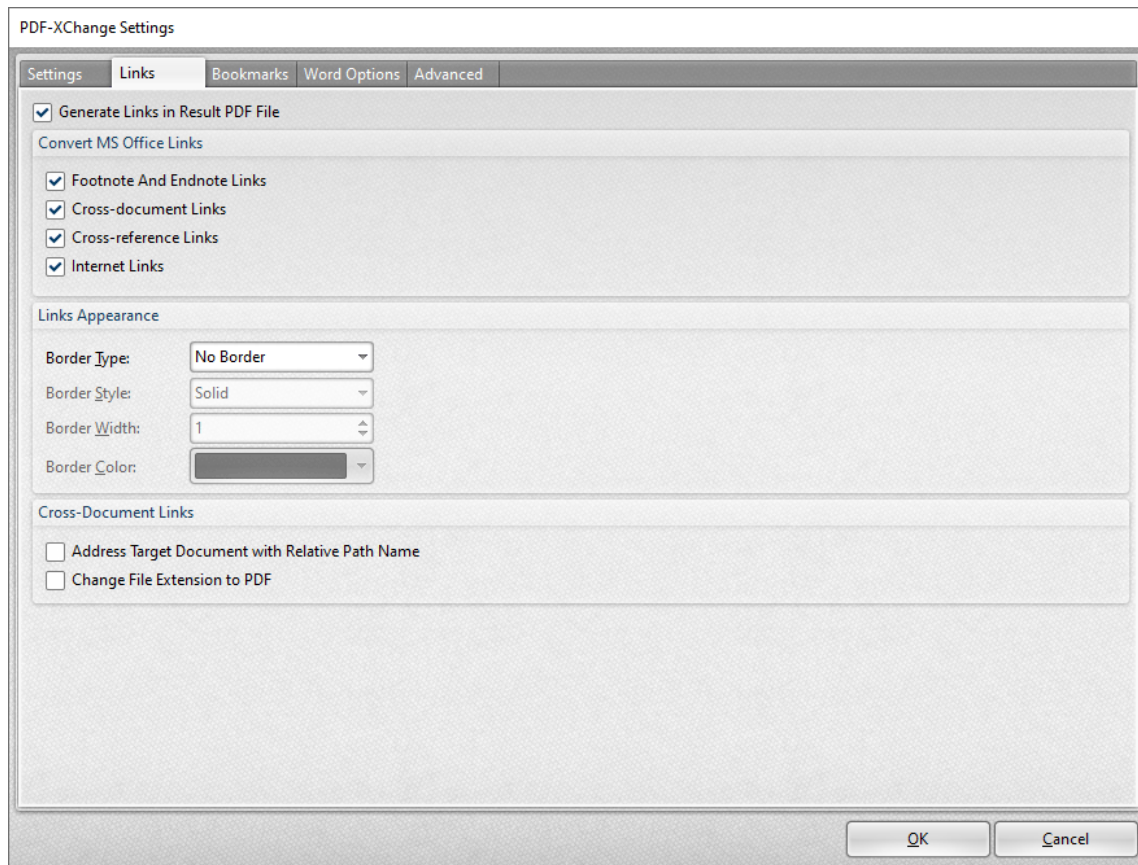 PDF-XChange Settings
Settings Links Bookmarks Word Options Advanced
Generate Links in Result PDF File
Convert MS Office Links
Footnote And Endnote Links
Cross-document Links
Cross-reference Links
Internet Links
Links Appearance
Border Type: No Border
Border Style: Solid
Border Width: 1
Border Color:
Cross-Document Links
Address Target Document with Relative Path Name
Change File Extension to PDF
OK Cancel